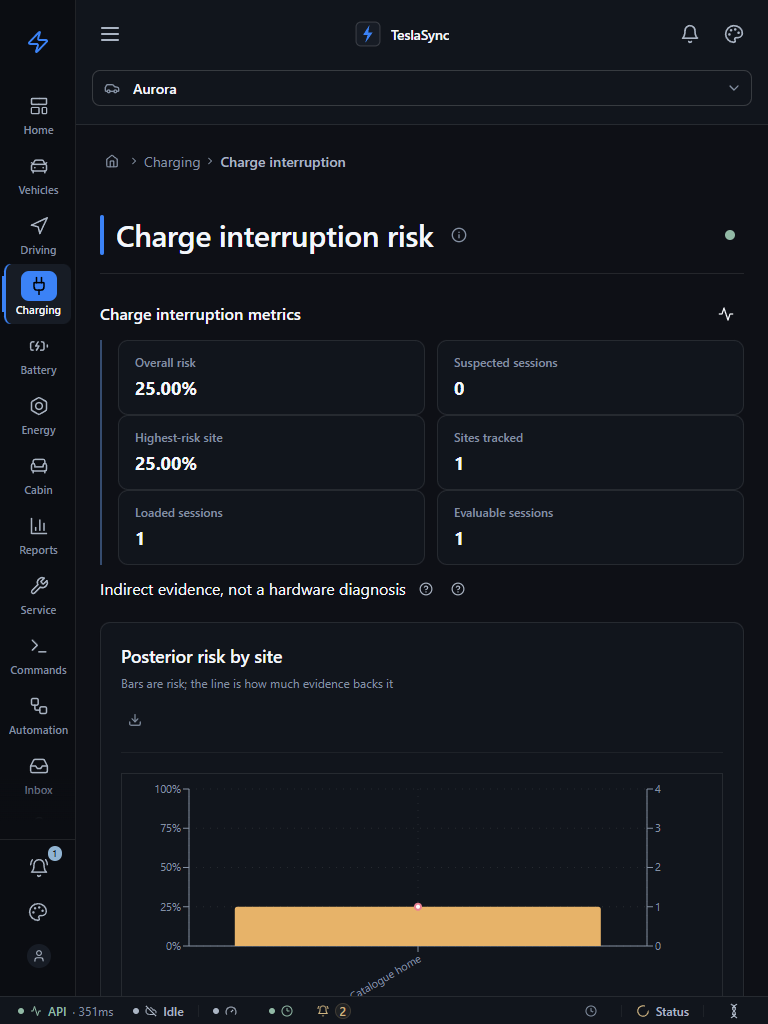 TeslaSync
Aurora
Home
Vehicles
Driving
Charging
Battery
Energy
Cabin
Reports
Service
Commands
Automation
Inbox
1
Charging
Charge interruption
Charge interruption risk
Charge interruption metrics
Overall risk
25.00%
Suspected sessions
0
Highest-risk site
25.00%
Sites tracked
1
Loaded sessions
1
Evaluable sessions
1
Indirect evidence, not a hardware diagnosis
Posterior risk by site
Bars are risk; the line is how much evidence backs it
100%
75%
50%
25%
0%
4
3
2
1
0
Catalogue home
API · 351ms
Idle
2
Status